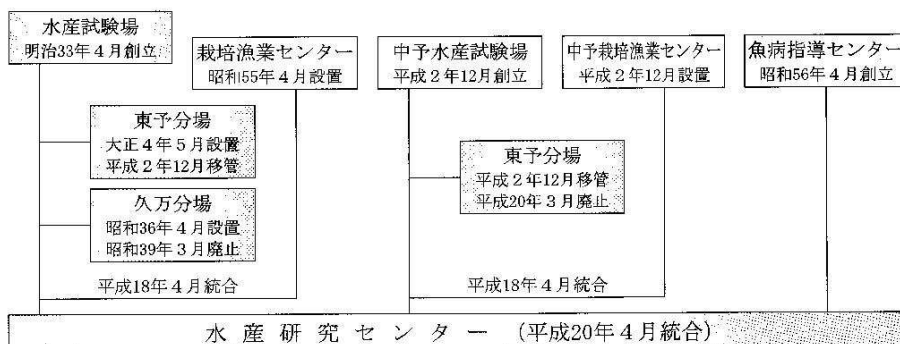 水産試験場
明治33年4月創立
栽培漁業センター
昭和55年4月設置
中予水産試験場
平成2年12月創立
中予栽培漁業センター
平成2年12月設置
魚病指導センター
昭和56年4月創立
東予分場
大正4年5月設置
平成2年12月移管
久万分場
昭和36年4月設置
昭和39年3月廃止
東予分場
平成2年12月移管
平成20年3月廃止
平成18年4月統合
平成18年4月統合
水産研究センター (平成20年4月統合)